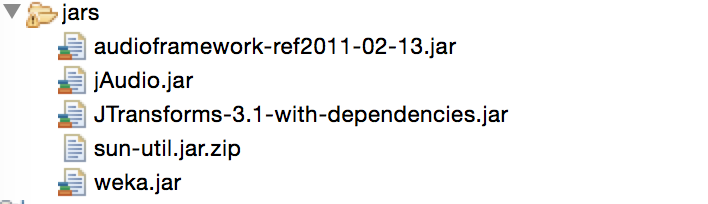 jars
audioframework-ref2011-02-13.jar
jAudio.jar
JTransforms-3.1-with-dependencies.jar
sun-util.jar.zip
weka.jar